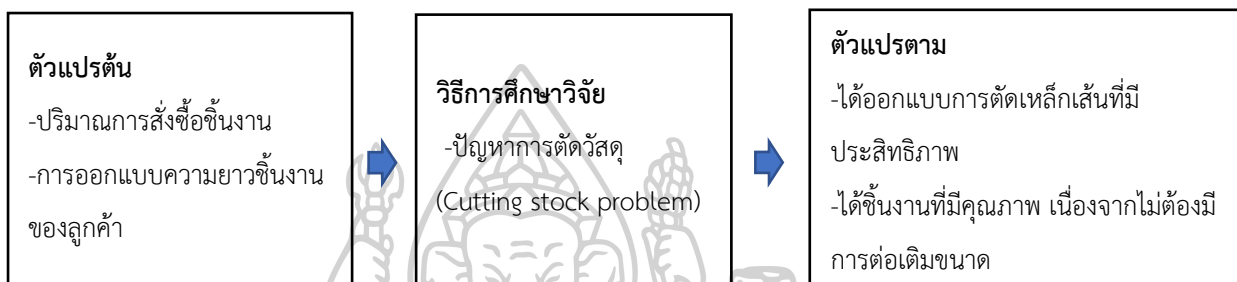 ตัวแปรต้น
-ปริมาณการสั่งซื้อชิ้นงาน
-การออกแบบความยาวชิ้นงาน
ของลูกค้า
วิธีการศึกษาวิจัย
-ปัญหาการตัดวัสดุ
(Cutting stock problem)
ตัวแปรตาม
-ได้ออกแบบการตัดเหล็กเส้นที่มี
ประสิทธิภาพ
-ได้ชิ้นงานที่มีคุณภาพ เนื่องจากไม่ต้องมี
การต่อเติมขนาด